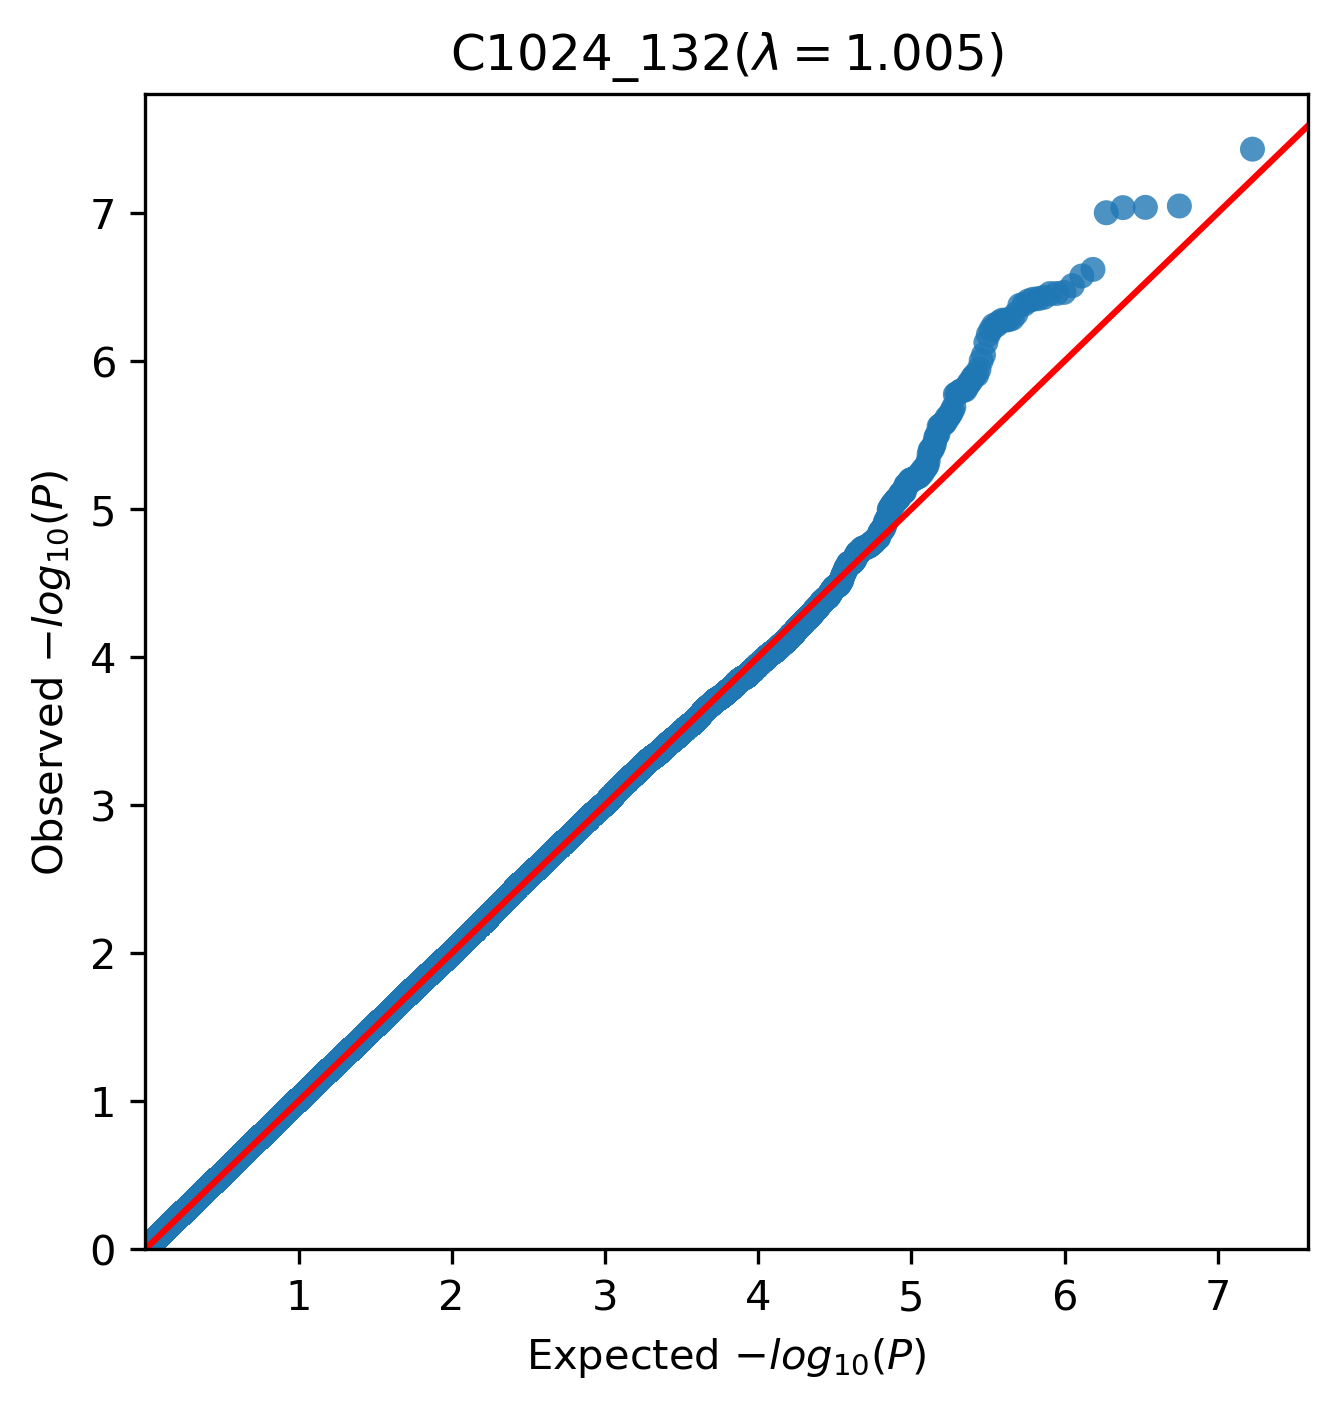 C1024_132(λ = 1.005)
Observed −log₁₀(P)
7
6
5
4
3
2
1
0
1 2 3 4 5 6 7
Expected −log₁₀(P)